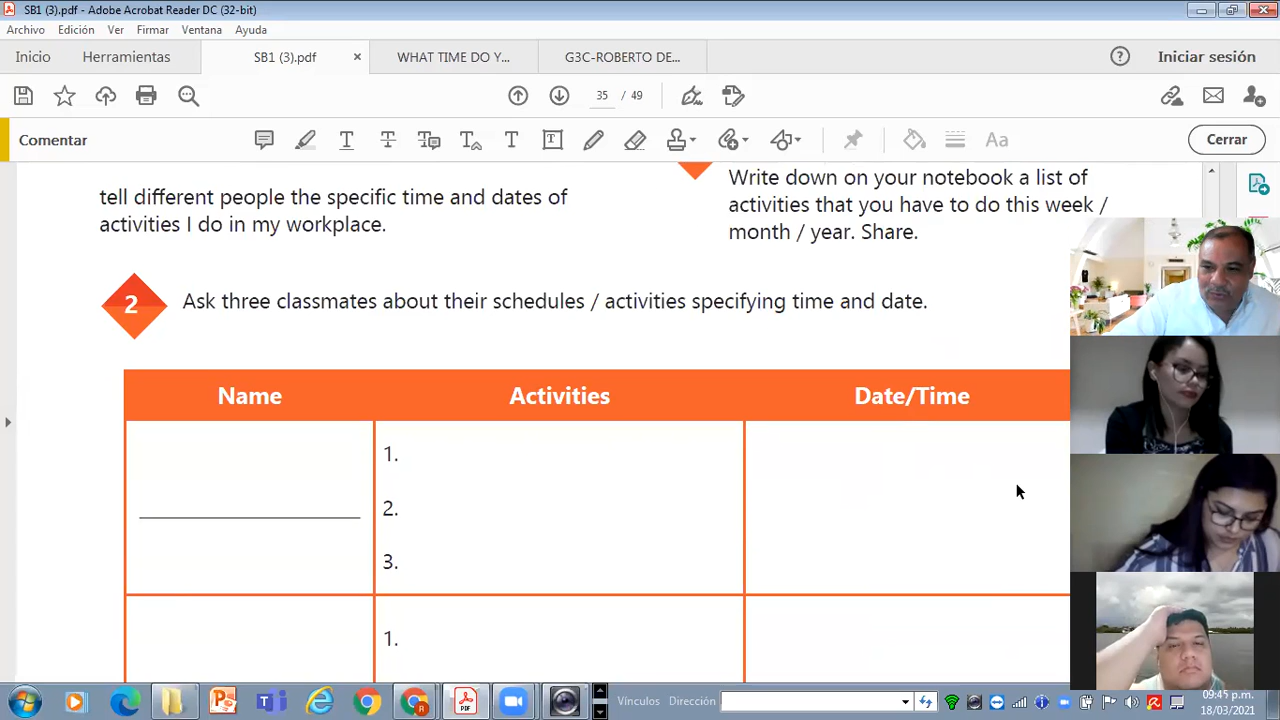 SB1 (3).pdf - Adobe Acrobat Reader DC (32-bit)
Archivo Edición Ver Firmar Ventana Ayuda
Inicio Herramientas SB1 (3).pdf × WHAT TIME DO Y... G3C-ROBERTO DE... Iniciar sesión
35 / 49
Comentar Aa Cerrar
tell different people the specific time and dates of
activities I do in my workplace.
Write down on your notebook a list of
activities that you have to do this week /
month / year. Share.
2 Ask three classmates about their schedules / activities specifying time and date.
Name Activities Date/Time
1.
2.
3.
1.
Vínculos Dirección 09:45 p.m.
18/03/2021